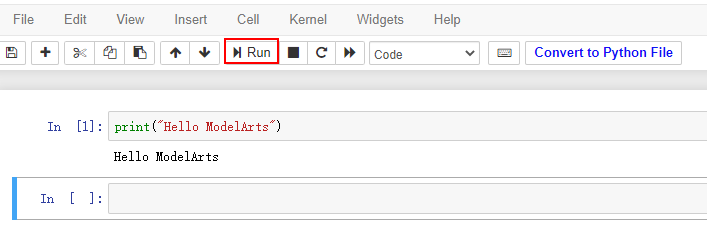 File Edit View Insert Cell Kernel Widgets Help
Run Code Convert to Python File
In [1]: print("Hello ModelArts")
Hello ModelArts
In [ ]: